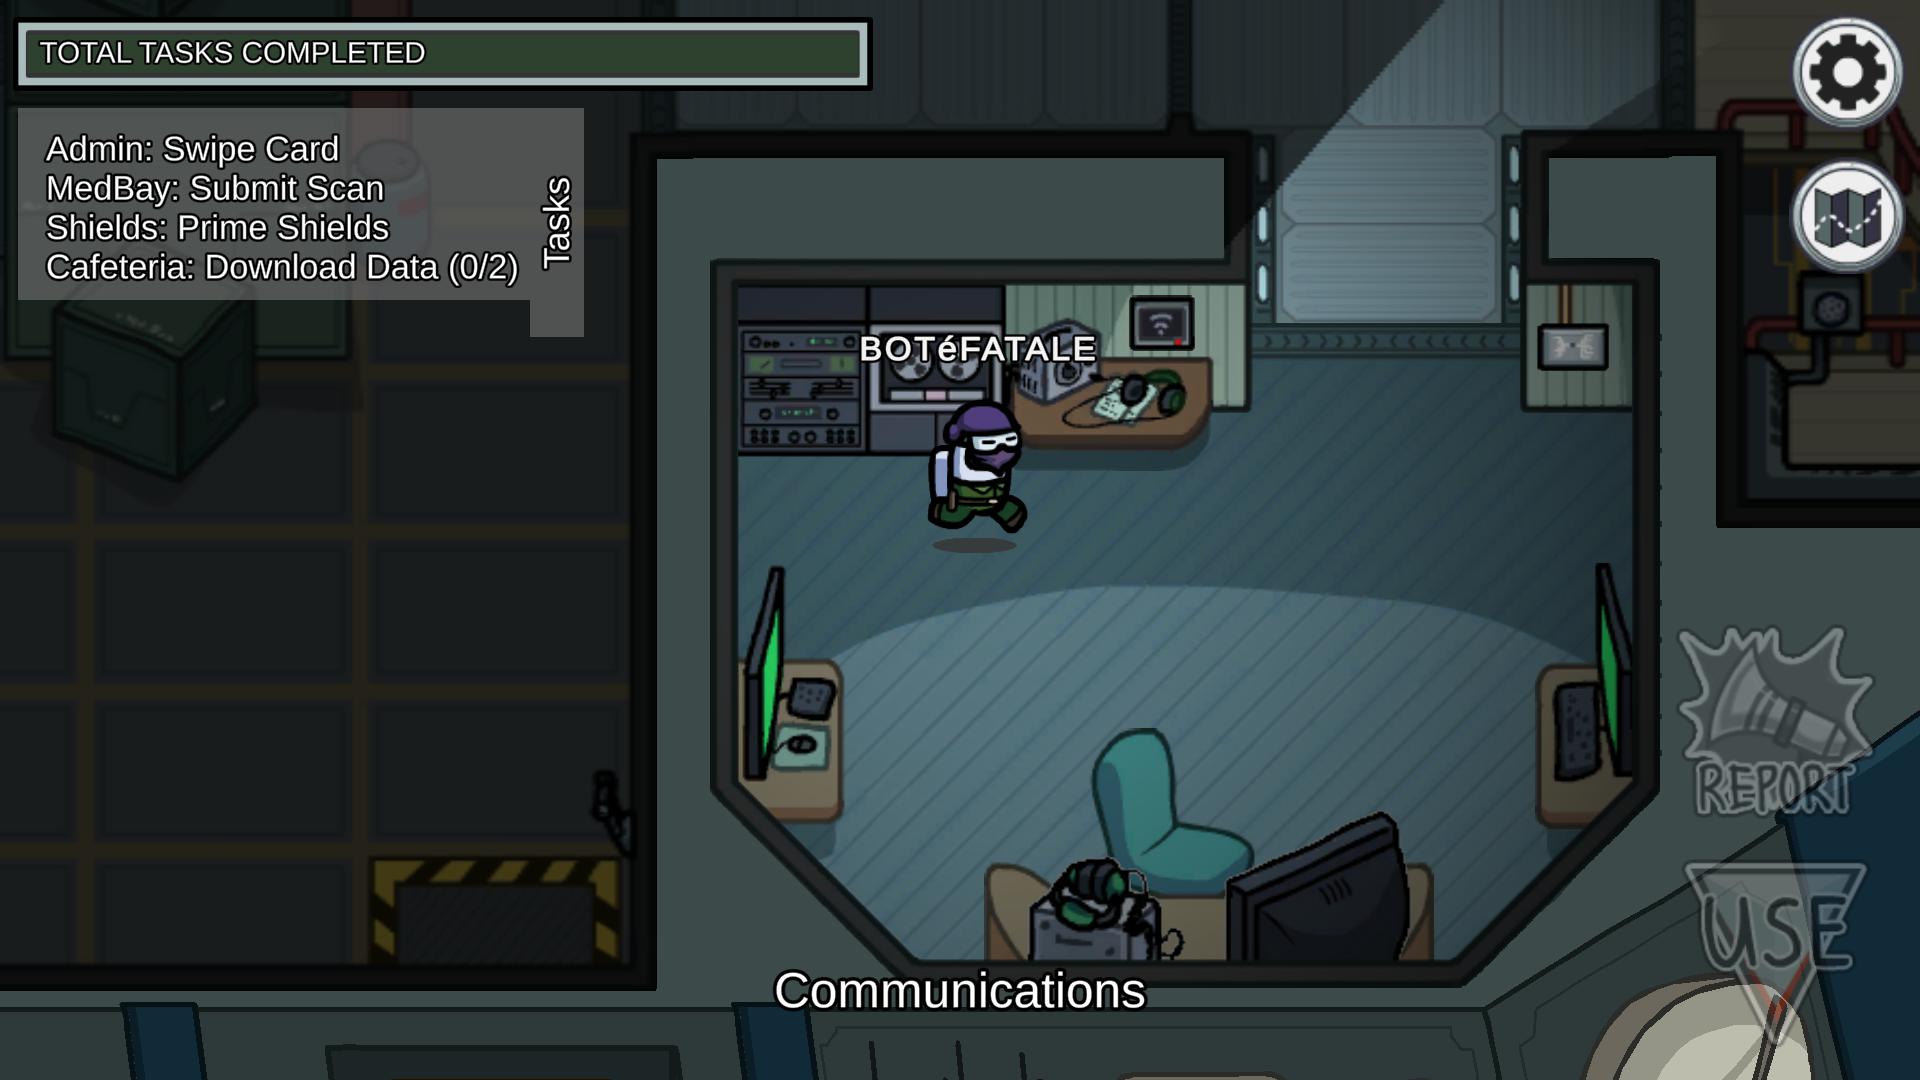 TOTAL TASKS COMPLETED
Admin: Swipe Card
MedBay: Submit Scan
Shields: Prime Shields
Cafeteria: Download Data (0/2)
Tasks
BOTéFATALE
REPORT
USE
Communications